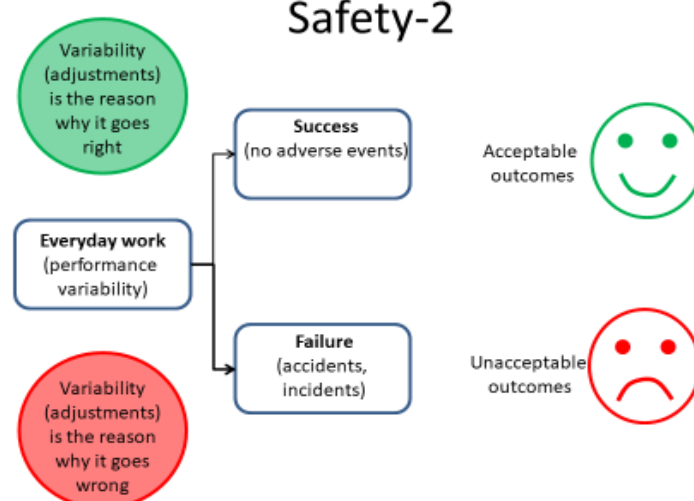 Safety-2
Variability
(adjustments)
is the reason
why it goes
right
Success
(no adverse events)
Acceptable
outcomes
Everyday work
(performance
variability)
Failure
(accidents,
incidents)
Unacceptable
outcomes
Variability
(adjustments)
is the reason
why it goes
wrong